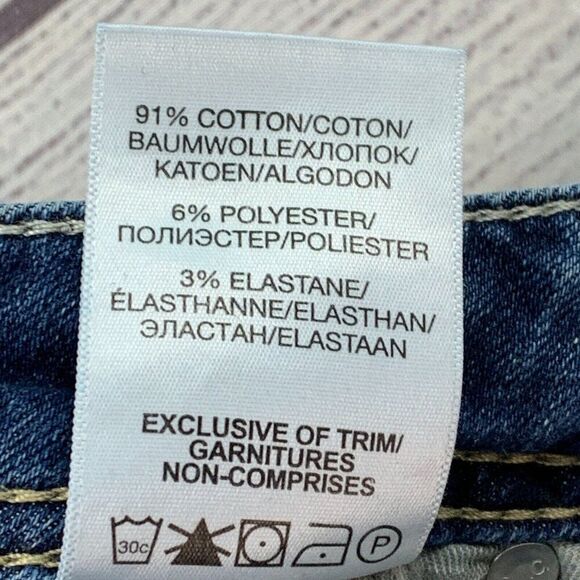 91% COTTON/COTON/
BAUMWOLLE/ХЛОПОК/
KATOEN/ALGODON
6% POLYESTER/
ПОЛИЭСТЕР/POLIESTER
3% ELASTANE/
ÉLASTHANNE/ELASTHAN/
ЭЛАСТАН/ELASTAAN
EXCLUSIVE OF TRIM/
GARNITURES
NON-COMPRISES
30c P